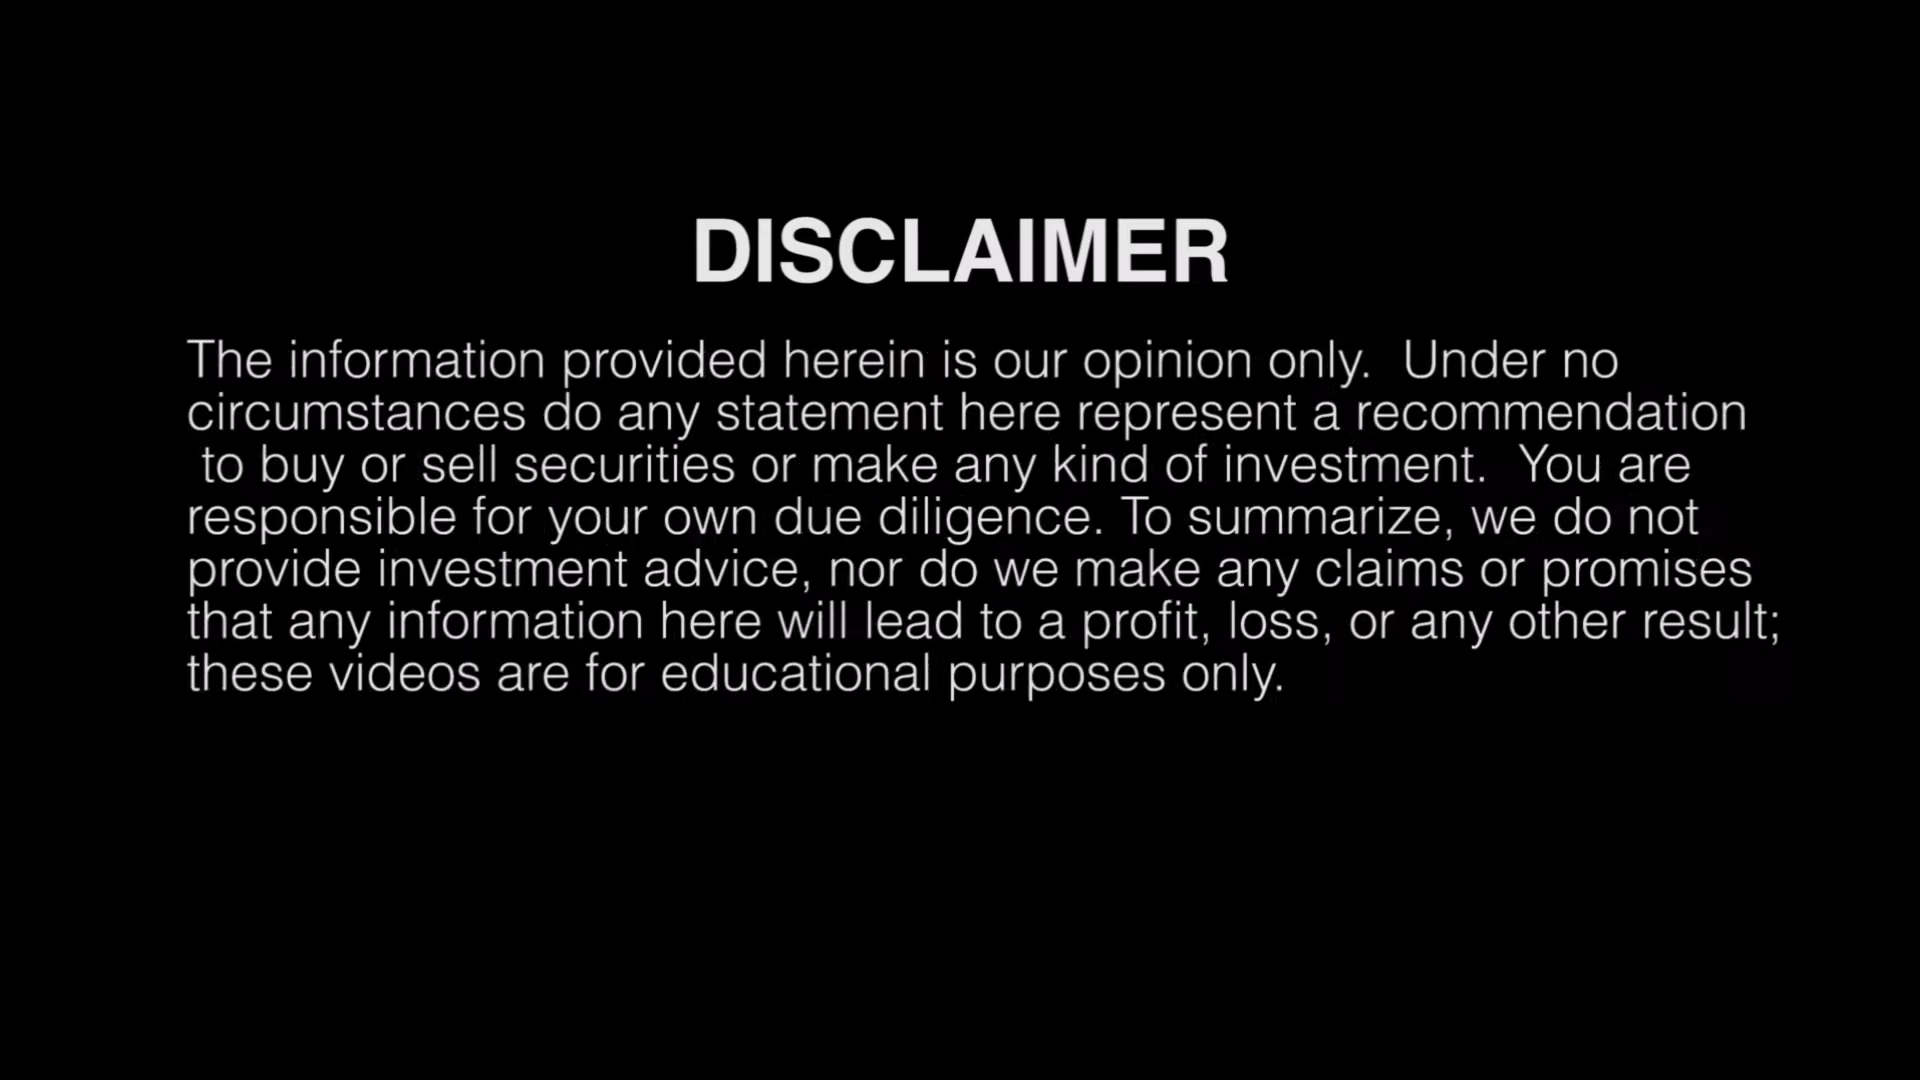 DISCLAIMER
The information provided herein is our opinion only.  Under no
circumstances do any statement here represent a recommendation
to buy or sell securities or make any kind of investment.  You are
responsible for your own due diligence. To summarize, we do not
provide investment advice, nor do we make any claims or promises
that any information here will lead to a profit, loss, or any other result;
these videos are for educational purposes only.